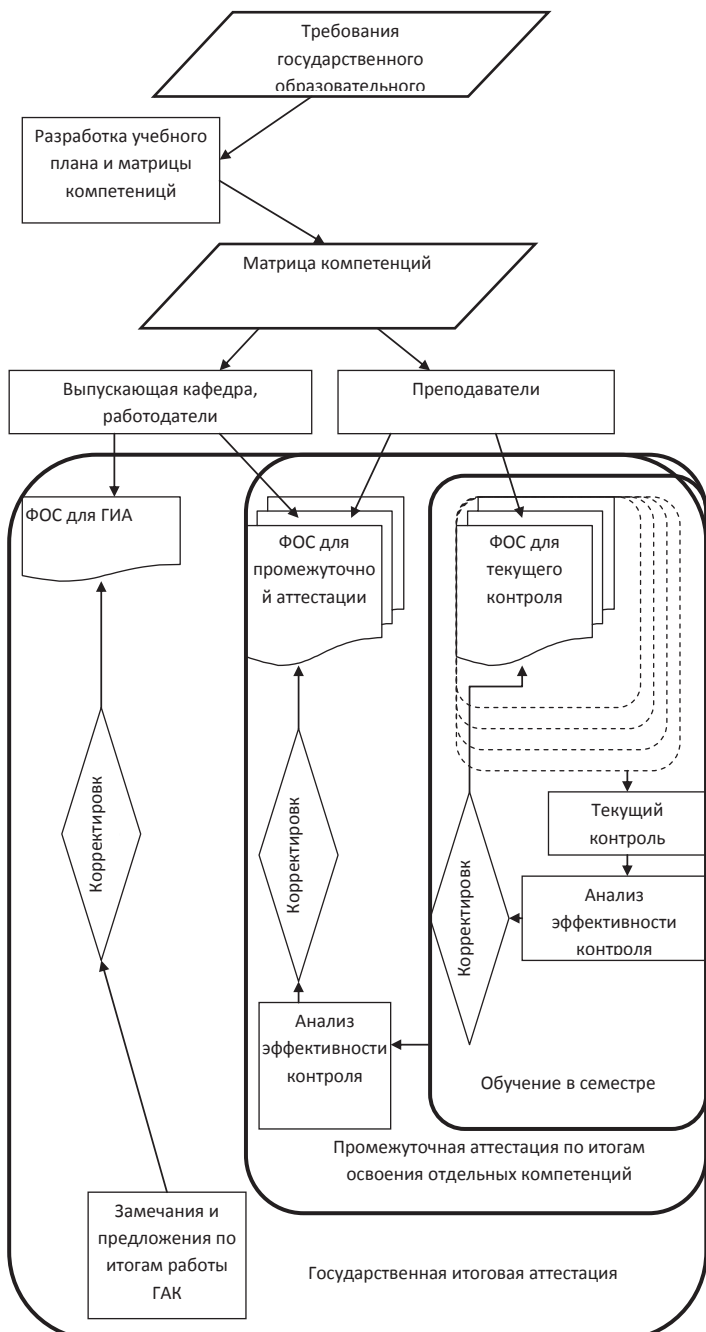 Требования
государственного
образовательного
Разработка учебного
плана и матрицы
компетеницй
Матрица компетенций
Выпускающая кафедра,
работодатели
Преподаватели
ФОС для ГИА
ФОС для
промежуточно
й аттестации
ФОС для
текущего
контроля
Корректировк
Корректировк
Корректировк
Текущий
контроль
Анализ
эффективности
контроля
Анализ
эффективности
контроля
Обучение в семестре
Промежуточная аттестация по итогам
освоения отдельных компетенций
Замечания и
предложения по
итогам работы
ГАК
Государственная итоговая аттестация